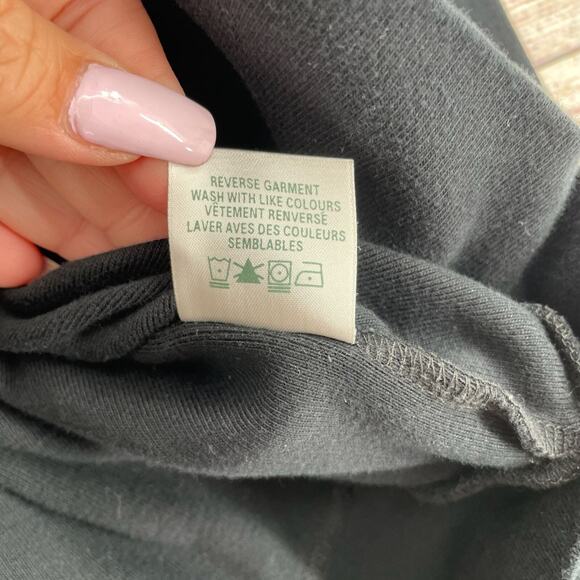 REVERSE GARMENT
WASH WITH LIKE COLOURS
VÊTEMENT RENVERSÉ
LAVER AVES DES COULEURS
SEMBLABLES